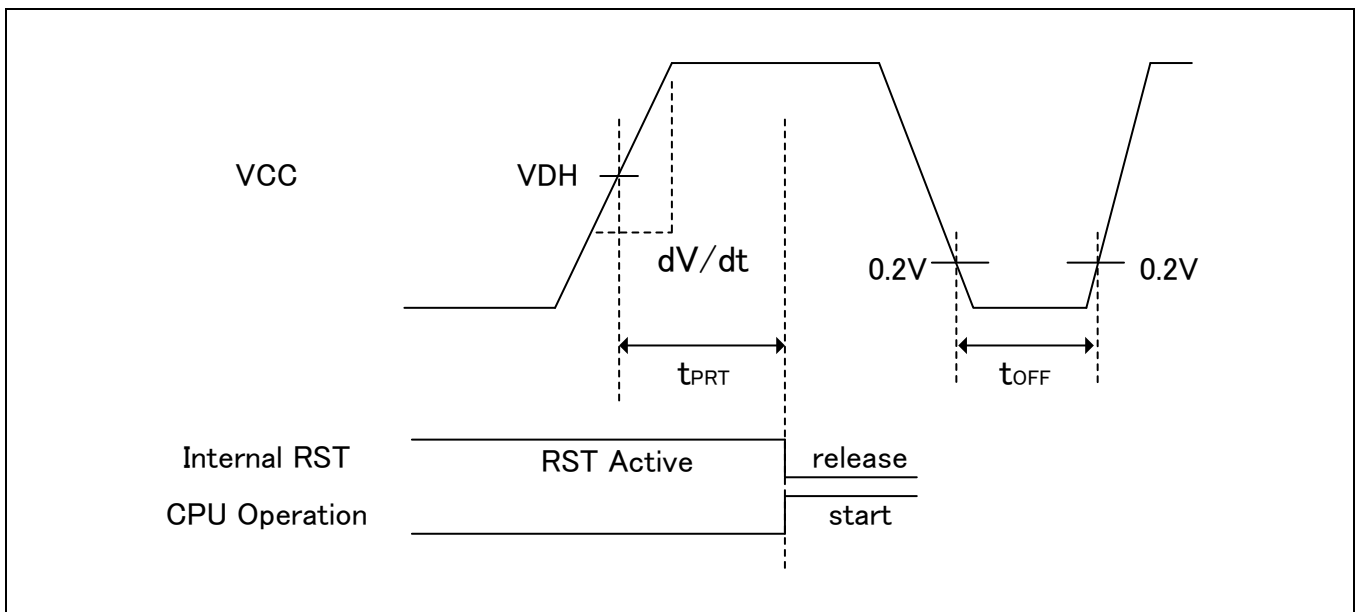 VCC
VDH
dV/dt
0.2V
0.2V
tPRT
tOFF
Internal RST
RST Active
release
CPU Operation
start